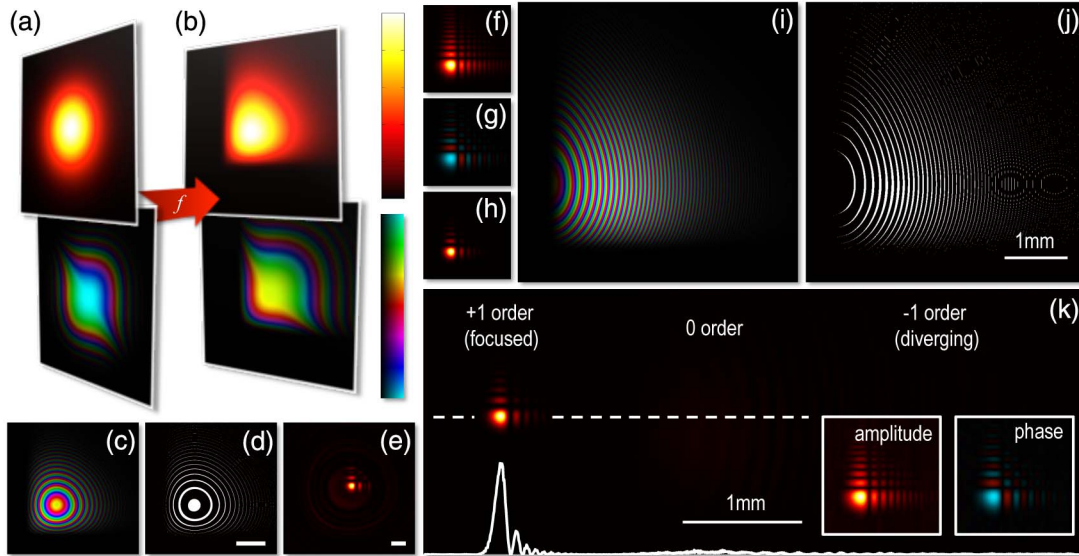 (a)
(b)
f
(c)
(d)
(e)
(f)
(g)
(h)
(i)
(j)
1mm
(k)
+1 order
(focused)
0 order
-1 order
(diverging)
1mm
amplitude
phase